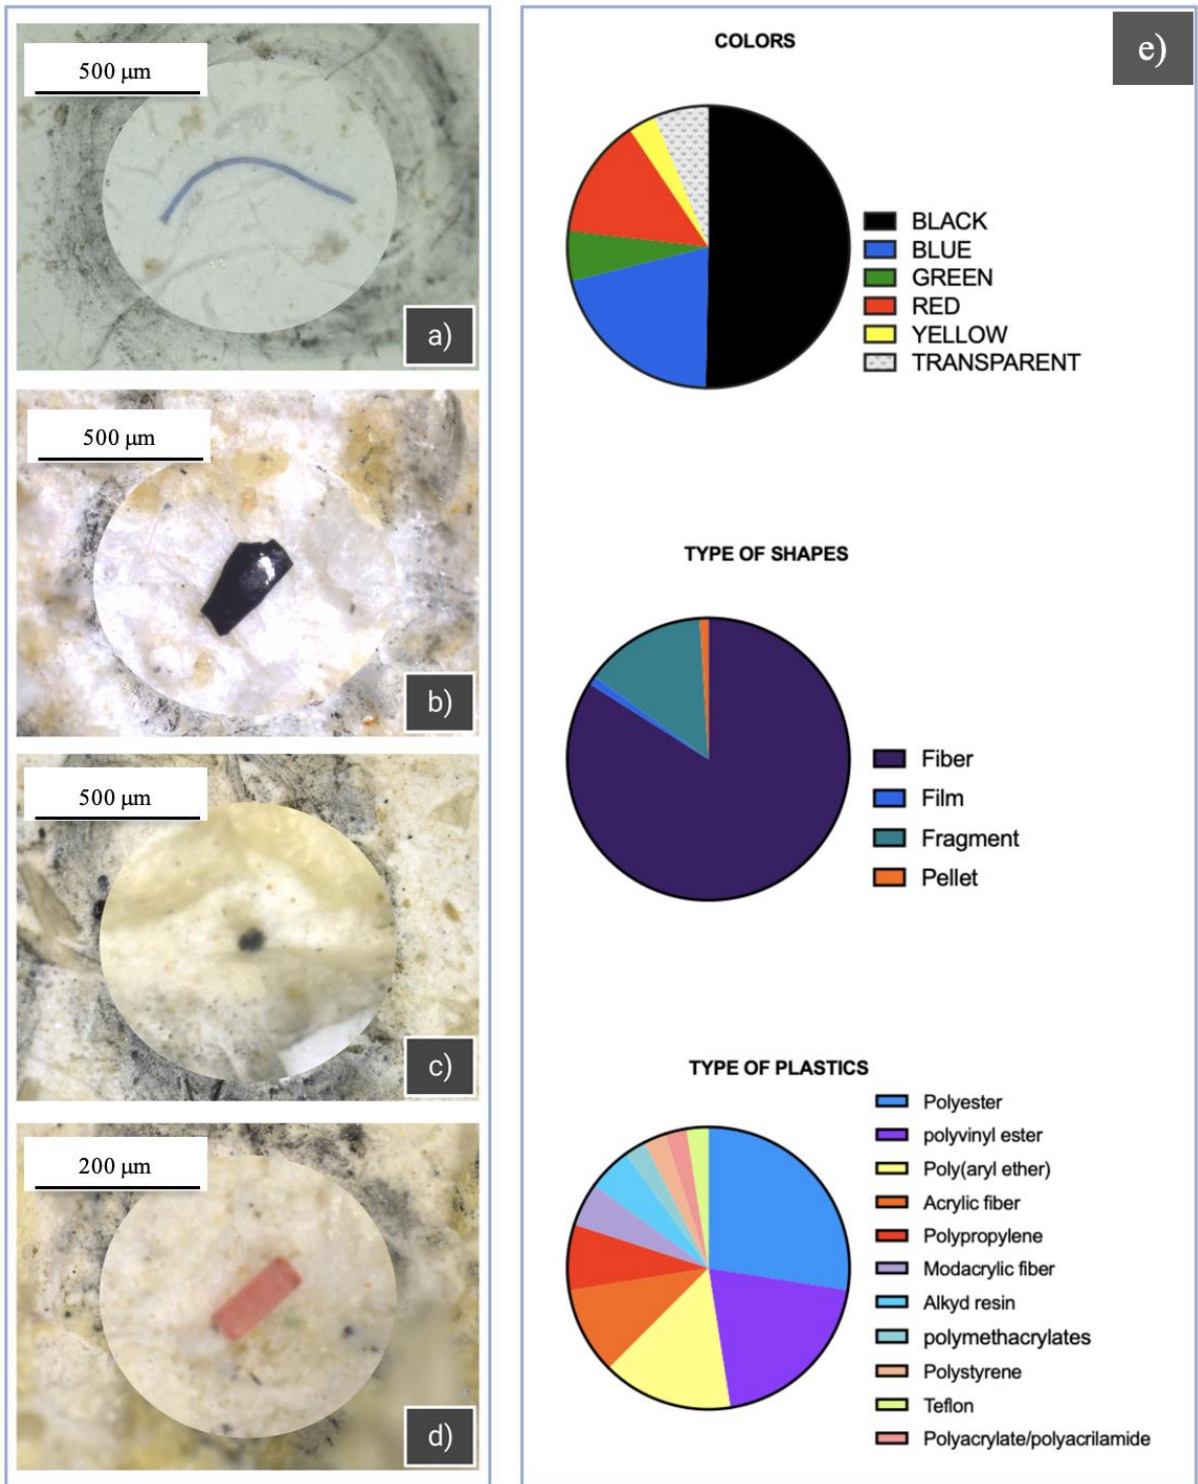 500 μm
a)
500 μm
b)
500 μm
c)
200 μm
d)
e)
COLORS
BLACK
BLUE
GREEN
RED
YELLOW
TRANSPARENT
TYPE OF SHAPES
Fiber
Film
Fragment
Pellet
TYPE OF PLASTICS
Polyester
polyvinyl ester
Poly(aryl ether)
Acrylic fiber
Polypropylene
Modacrylic fiber
Alkyd resin
polymethacrylates
Polystyrene
Teflon
Polyacrylate/polyacrilamide